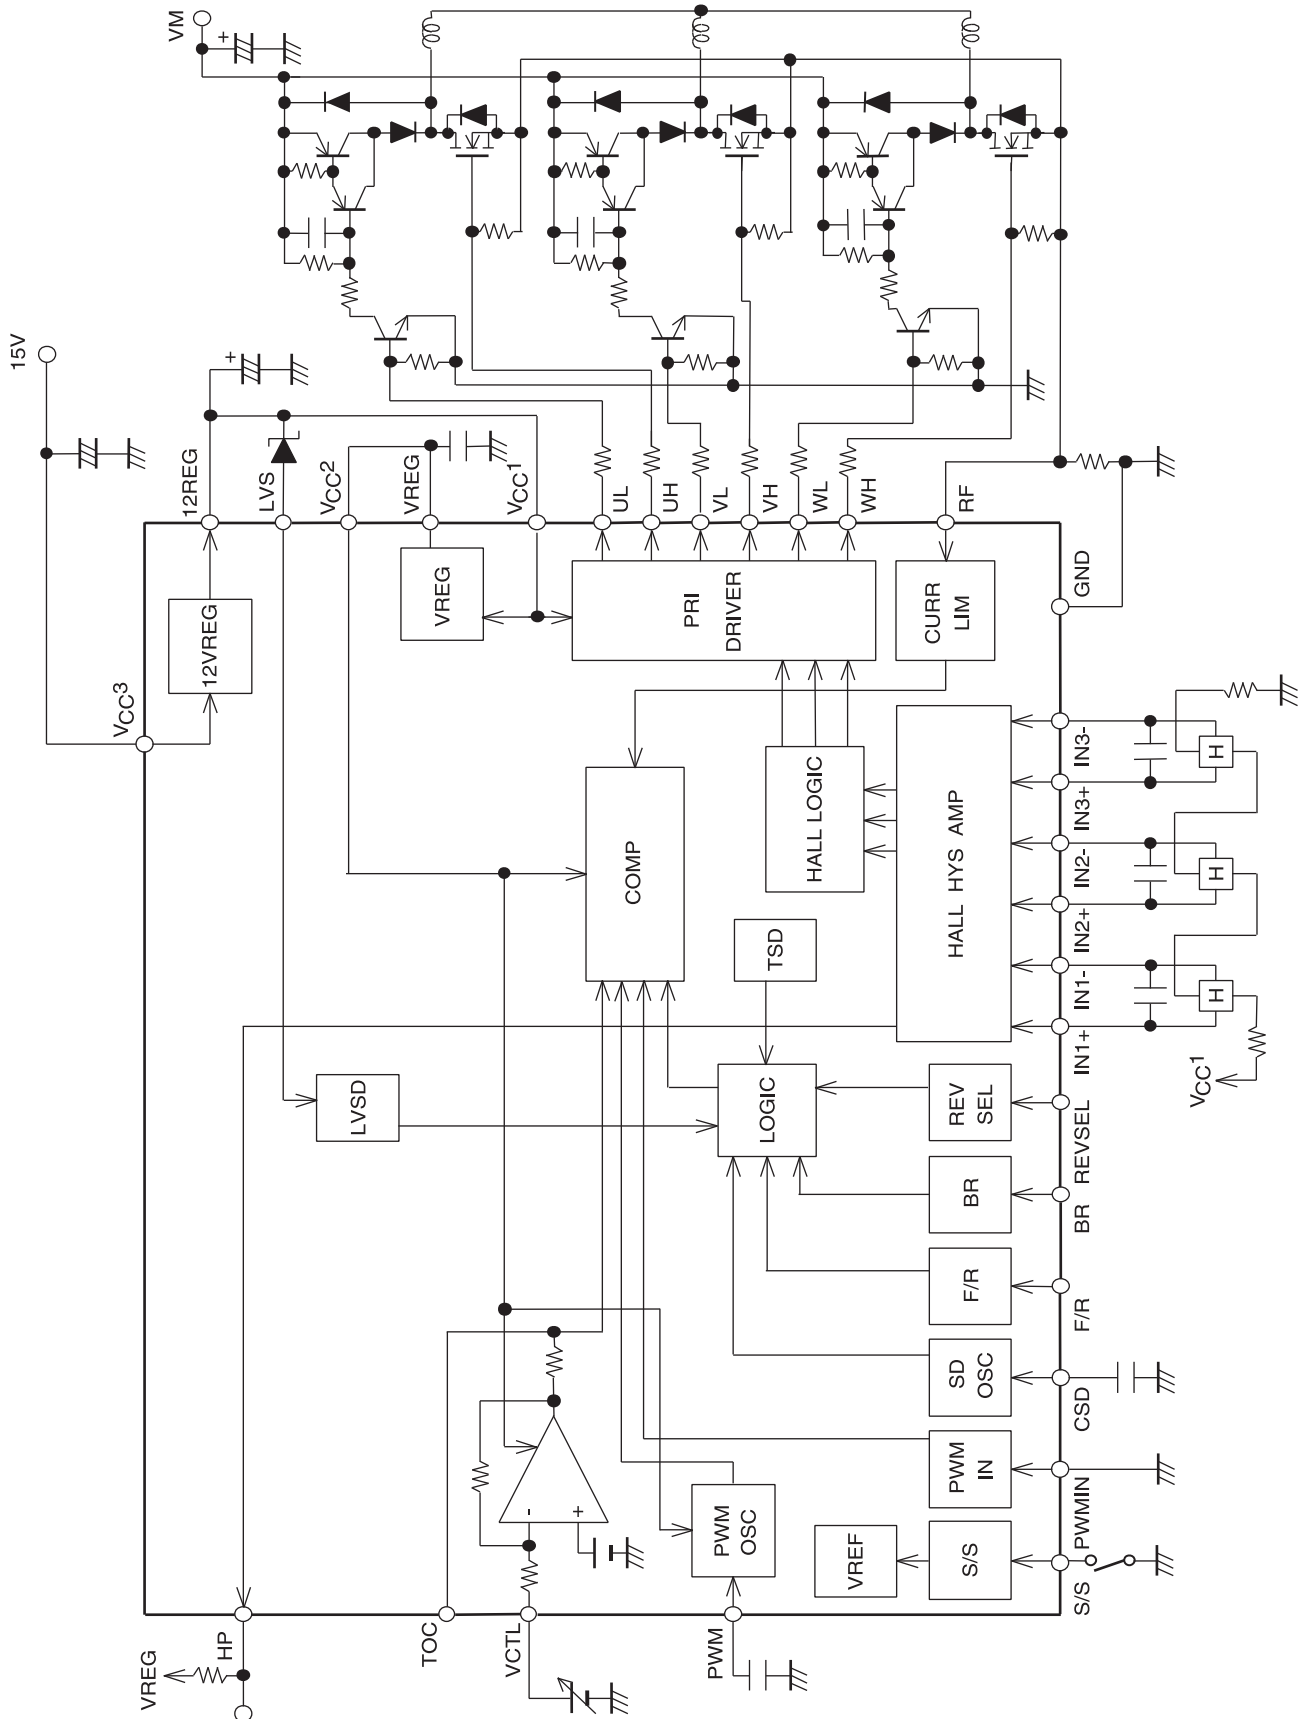 VM
+
15V
+
12REG
LVS
VCC2
VREG
VCC1
UL
UH
VL
VH
WL
WH
RF
12VREG
VREG
PRI
DRIVER
CURR
LIM
GND
VCC3
COMP
HALL LOGIC
HALL HYS AMP
IN3-
IN3+
IN2-
IN2+
IN1-
IN1+
H
H
H
VCC1
TSD
LVSD
LOGIC
REV
SEL
REVSEL
BR
BR
F/R
F/R
SD
OSC
CSD
PWM
IN
PWMIN
-
+
PWM
OSC
VREF
S/S
S/S
VREG
HP
TOC
VCTL
PWM